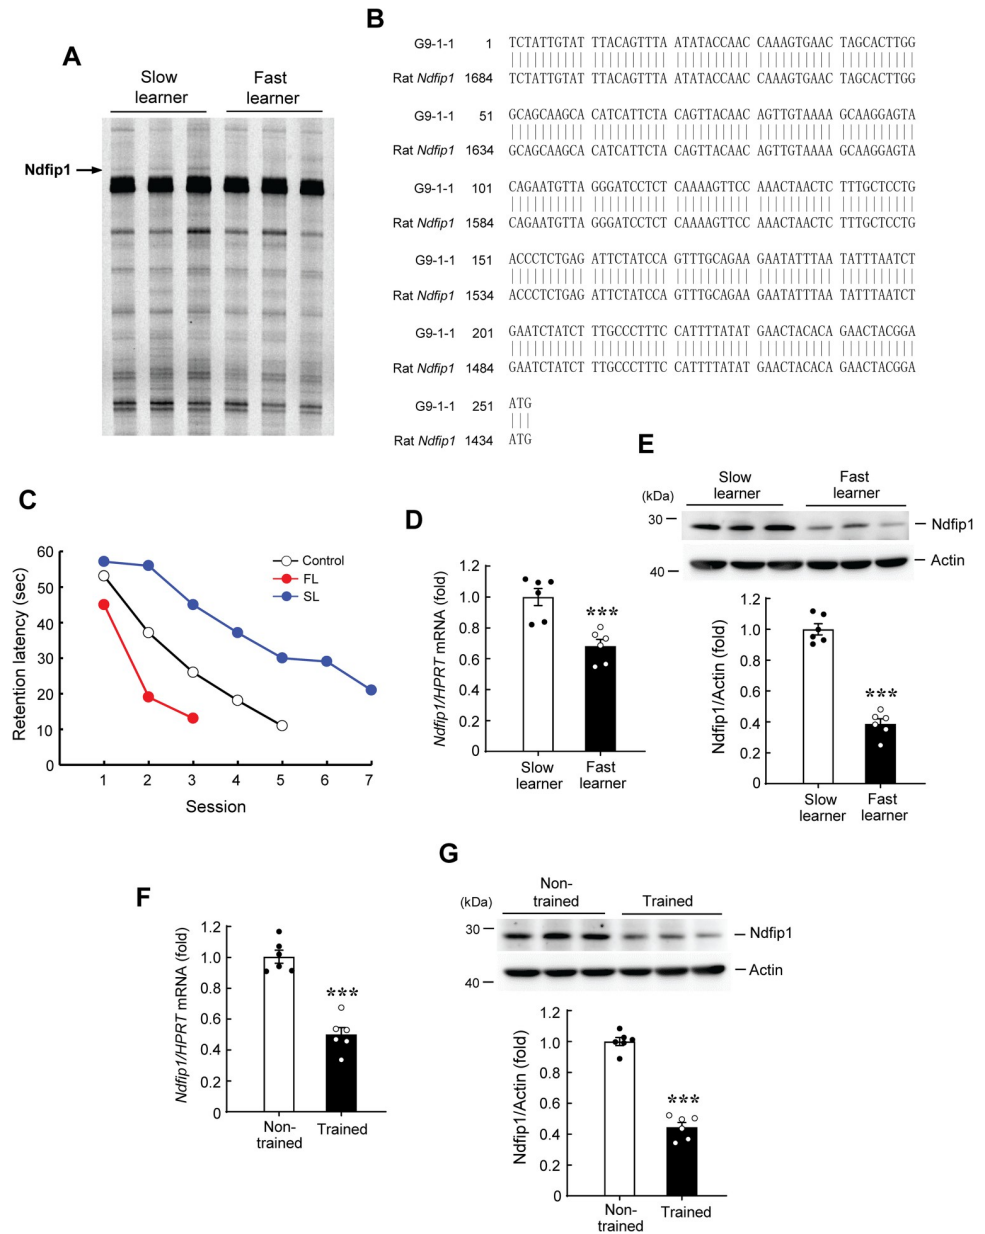 A
Slow
learner
Fast
learner
Ndfip1
B
G9-1-1 1 TCTATTGTAT TTACAGTTTA ATATACCAAC CAAAGTGAAC TAGCACTTGG
Rat Ndfip1 1684 TCTATTGTAT TTACAGTTTA ATATACCAAC CAAAGTGAAC TAGCACTTGG
G9-1-1 51 GCAGCAAGCA CATCATTCTA CAGTTACAAC AGTTGTAAAA GCAAGGAGTA
Rat Ndfip1 1634 GCAGCAAGCA CATCATTCTA CAGTTACAAC AGTTGTAAAA GCAAGGAGTA
G9-1-1 101 CAGAATGTTA GGGATCCTCT CAAAAGTTCC AAACTAACTC TTTGCTCCTG
Rat Ndfip1 1584 CAGAATGTTA GGGATCCTCT CAAAAGTTCC AAACTAACTC TTTGCTCCTG
G9-1-1 151 ACCCTCTGAG ATTCTATCCA GTTTGCAGAA GAATATTTAA TATTTAATCT
Rat Ndfip1 1534 ACCCTCTGAG ATTCTATCCA GTTTGCAGAA GAATATTTAA TATTTAATCT
G9-1-1 201 GAATCTATCT TTGCCCTTTC CATTTTATAT GAACTACACA GAACTACGGA
Rat Ndfip1 1484 GAATCTATCT TTGCCCTTTC CATTTTATAT GAACTACACA GAACTACGGA
G9-1-1 251 ATG
Rat Ndfip1 1434 ATG
C
Retention latency (sec)
60
50
40
30
20
10
0
Control
FL
SL
1 2 3 4 5 6 7
Session
D
Ndfip1/HPRT mRNA (fold)
1.2
1.0
0.8
0.6
0.4
0.2
0
***
Slow
learner
Fast
learner
E
(kDa)
Slow
learner
Fast
learner
30
Ndfip1
Actin
40
Ndfip1/Actin (fold)
1.2
1.0
0.8
0.6
0.4
0.2
0
***
Slow
learner
Fast
learner
F
Ndfip1/HPRT mRNA (fold)
1.2
1.0
0.8
0.6
0.4
0.2
0
***
Non-
trained
Trained
G
(kDa)
Non-
trained
Trained
30
Ndfip1
Actin
40
Ndfip1/Actin (fold)
1.2
1.0
0.8
0.6
0.4
0.2
0
***
Non-
trained
Trained